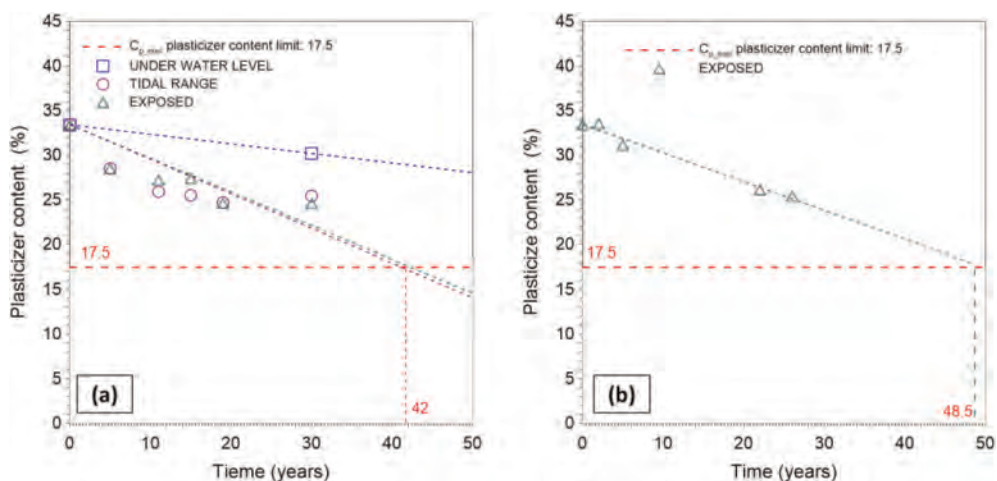 45
40
35
30
25
20
15
10
5
0
Plasticizer content (%)
C_p_mef plasticizer content limit: 17.5
UNDER WATER LEVEL
TIDAL RANGE
EXPOSED
17.5
42
(a)
0 10 20 30 40 50
Tieme (years)
45
40
35
30
25
20
15
10
5
0
Plasticize content (%)
plasticizer content limit: 17.5
EXPOSED
17.5
48.5
(b)
0 10 20 30 40 50
Time (years)